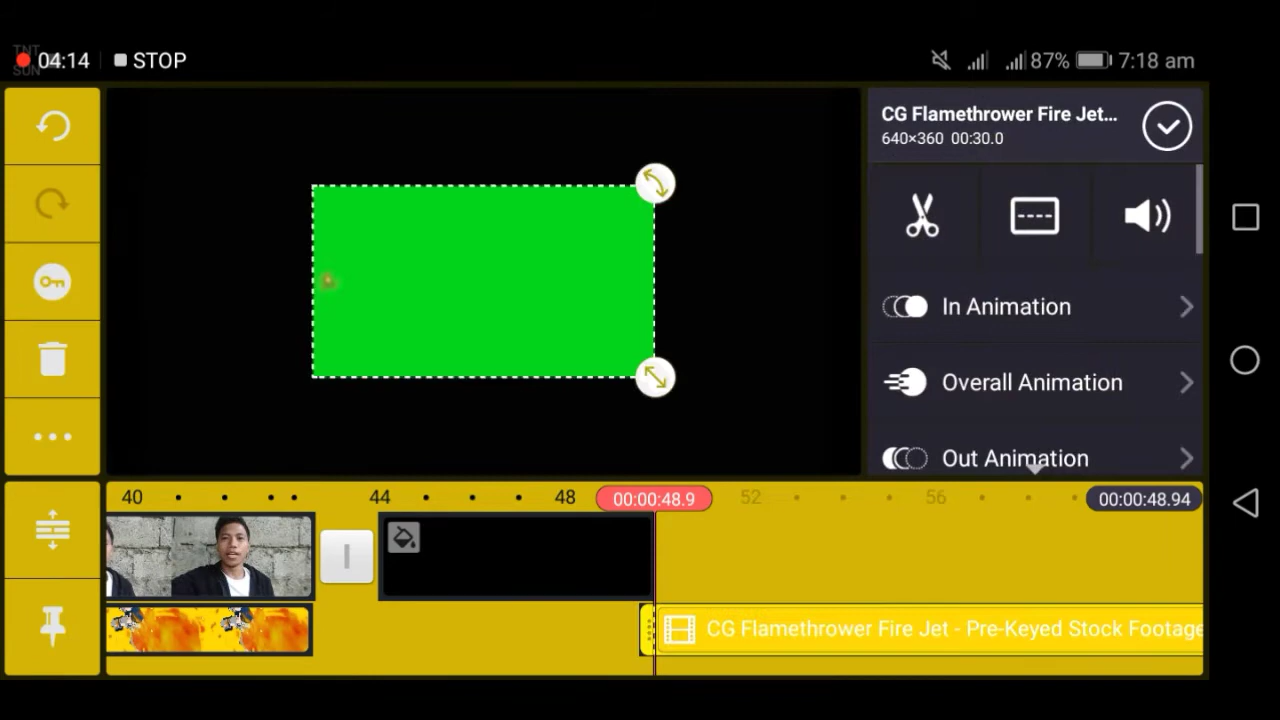 TNT
SUN
04:14 STOP 87% 7:18 am
CG Flamethrower Fire Jet...
640×360 00:30.0
In Animation
Overall Animation
Out Animation
40 44 48 00:00:48.9 52 56 00:00:48.94
CG Flamethrower Fire Jet - Pre-Keyed Stock Footage